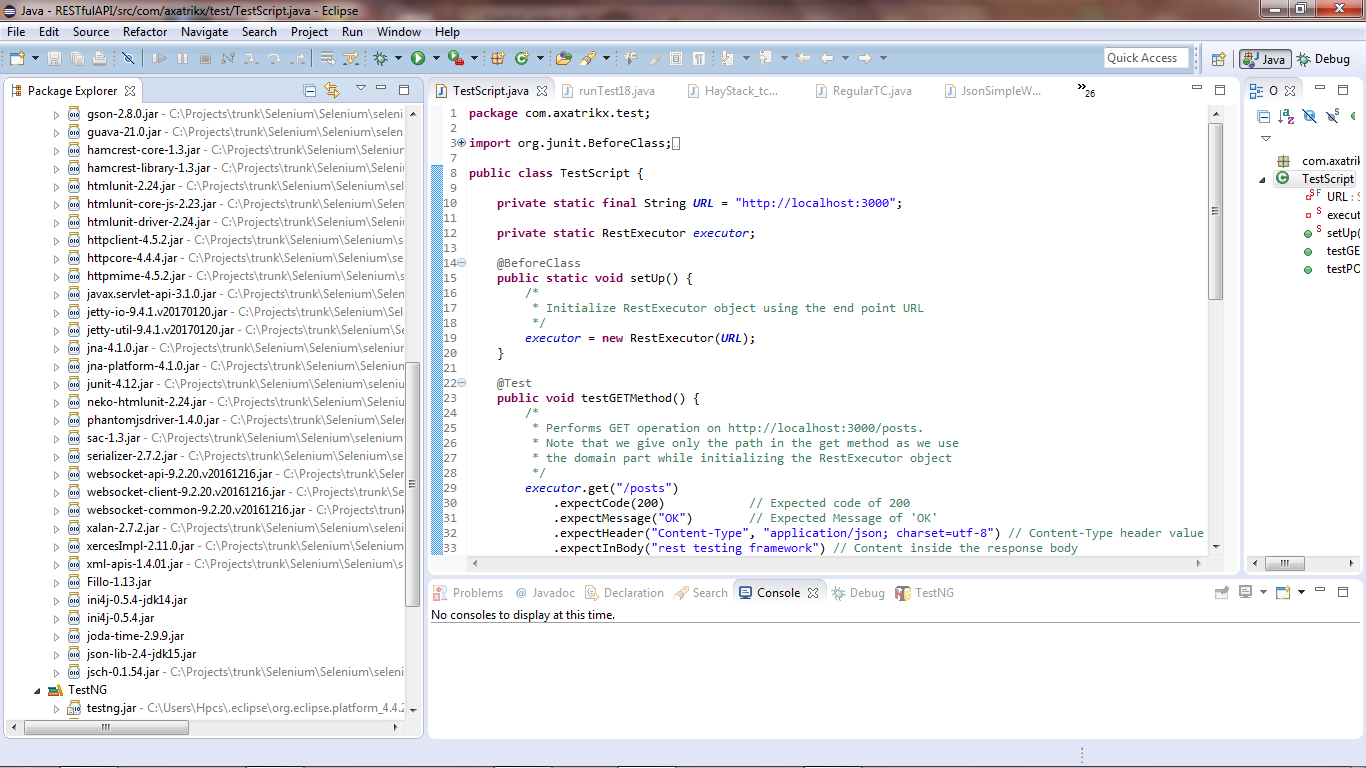 Java - RESTfulAPI/src/com/axatrikx/test/TestScript.java - Eclipse
File Edit Source Refactor Navigate Search Project Run Window Help
Quick Access
Java
Debug
Package Explorer
gson-2.8.0.jar - C:\Projects\trunk\Selenium\Selenium\seleni
guava-21.0.jar - C:\Projects\trunk\Selenium\Selenium\seleni
hamcrest-core-1.3.jar - C:\Projects\trunk\Selenium\Seleniu
hamcrest-library-1.3.jar - C:\Projects\trunk\Selenium\Seleni
htmlunit-2.24.jar - C:\Projects\trunk\Selenium\Selenium\sel
htmlunit-core-js-2.23.jar - C:\Projects\trunk\Selenium\Selen
htmlunit-driver-2.24.jar - C:\Projects\trunk\Selenium\Seleni
httpclient-4.5.2.jar - C:\Projects\trunk\Selenium\Selenium\s
httpcore-4.4.4.jar - C:\Projects\trunk\Selenium\Selenium\se
httpmime-4.5.2.jar - C:\Projects\trunk\Selenium\Selenium\s
javax.servlet-api-3.1.0.jar - C:\Projects\trunk\Selenium\Sele
jetty-io-9.4.1.v20170120.jar - C:\Projects\trunk\Selenium\Sel
jetty-util-9.4.1.v20170120.jar - C:\Projects\trunk\Selenium\S
jna-4.1.0.jar - C:\Projects\trunk\Selenium\Selenium\seleniur
jna-platform-4.1.0.jar - C:\Projects\trunk\Selenium\Seleniur
junit-4.12.jar - C:\Projects\trunk\Selenium\Selenium\seleniu
neko-htmlunit-2.24.jar - C:\Projects\trunk\Selenium\Seleniu
phantomjsdriver-1.4.0.jar - C:\Projects\trunk\Selenium\Sele
sac-1.3.jar - C:\Projects\trunk\Selenium\Selenium\selenium
serializer-2.7.2.jar - C:\Projects\trunk\Selenium\Selenium\se
websocket-api-9.2.20.v20161216.jar - C:\Projects\trunk\Sele
websocket-client-9.2.20.v20161216.jar - C:\Projects\trunk\S
websocket-common-9.2.20.v20161216.jar - C:\Projects\trun
xalan-2.7.2.jar - C:\Projects\trunk\Selenium\Selenium\selen
xercesImpl-2.11.0.jar - C:\Projects\trunk\Selenium\Seleniun
xml-apis-1.4.01.jar - C:\Projects\trunk\Selenium\Selenium\s
Fillo-1.13.jar
ini4j-0.5.4-jdk14.jar
ini4j-0.5.4.jar
joda-time-2.9.9.jar
json-lib-2.4-jdk15.jar
jsch-0.1.54.jar - C:\Projects\trunk\Selenium\Selenium\seleni
TestNG
testng.jar - C:\Users\Hpcs\.eclipse\org.eclipse.platform_4.4.2
TestScript.java runTest18.java HayStack_tc... RegularTC.java JsonSimpleW... »26
1 package com.axatrikx.test;
2
3 import org.junit.BeforeClass;
7
8 public class TestScript {
9
10 private static final String URL = "http://localhost:3000";
11
12 private static RestExecutor executor;
13
14 @BeforeClass
15 public static void setUp() {
16 /*
17 * Initialize RestExecutor object using the end point URL
18 */
19 executor = new RestExecutor(URL);
20 }
21
22 @Test
23 public void testGETMethod() {
24 /*
25 * Performs GET operation on http://localhost:3000/posts.
26 * Note that we give only the path in the get method as we use
27 * the domain part while initializing the RestExecutor object
28 */
29 executor.get("/posts")
30 .expectCode(200) // Expected code of 200
31 .expectMessage("OK") // Expected Message of 'OK'
32 .expectHeader("Content-Type", "application/json; charset=utf-8") // Content-Type header value
33 .expectInBody("rest testing framework") // Content inside the response body
O
com.axatrik
TestScript
URL : S
execut
setUp(
testGE
testPO
Problems @ Javadoc Declaration Search Console Debug TestNG
No consoles to display at this time.